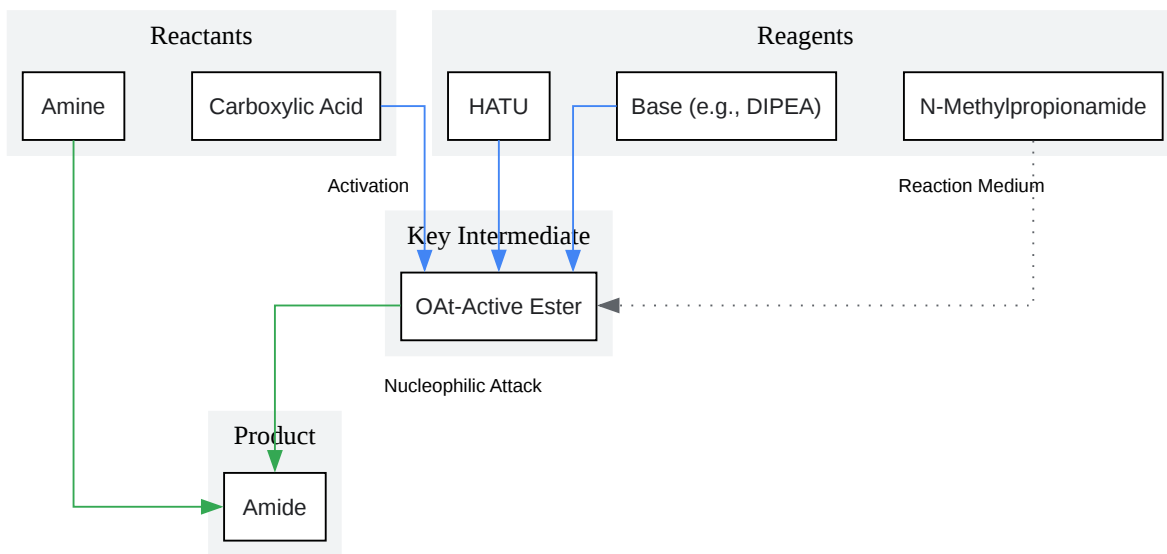 Reactants
Reagents
Amine
Carboxylic Acid
HATU
Base (e.g., DIPEA)
N-Methylpropionamide
Activation
Reaction Medium
Key Intermediate
OAt-Active Ester
Nucleophilic Attack
Product
Amide